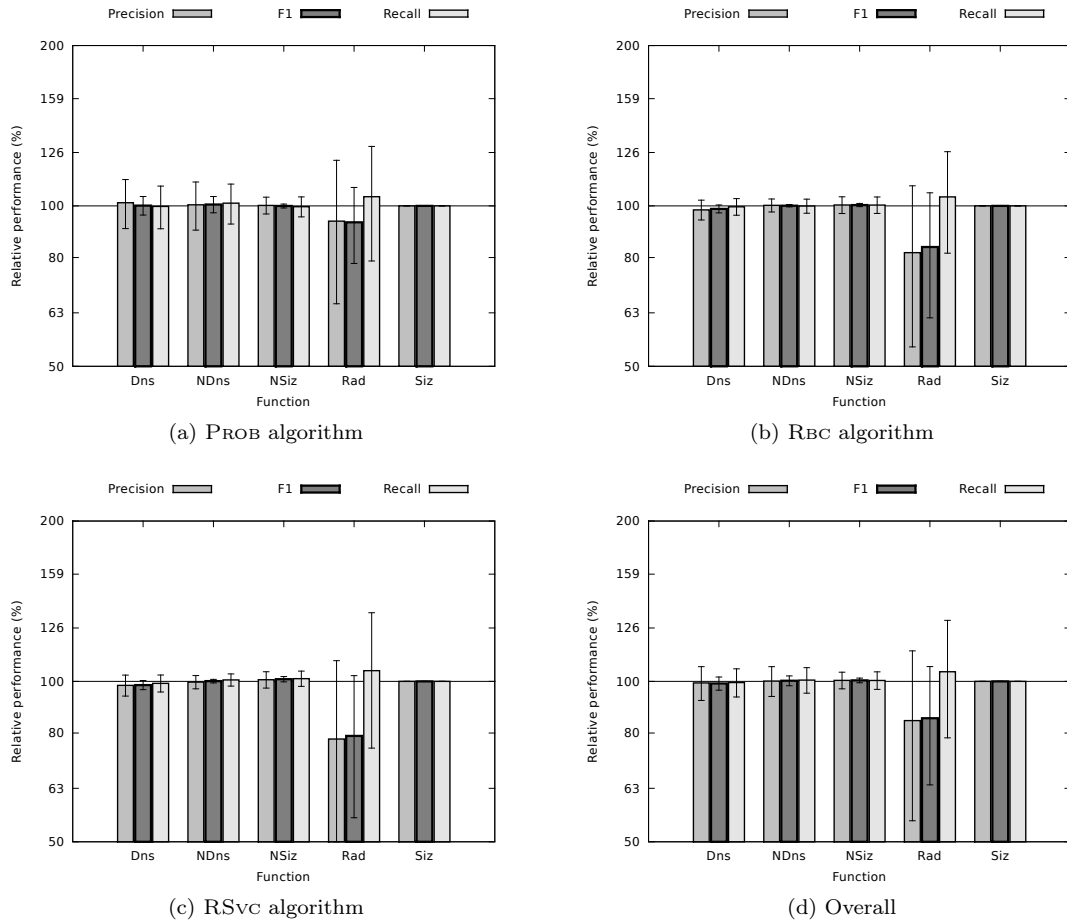 Precision F1 Recall
200
159
126
100
80
63
50
Relative performance (%)
Dns NDns NSiz Rad Siz
Function
(a) PROB algorithm
Precision F1 Recall
200
159
126
100
80
63
50
Relative performance (%)
Dns NDns NSiz Rad Siz
Function
(b) RBC algorithm
Precision F1 Recall
200
159
126
100
80
63
50
Relative performance (%)
Dns NDns NSiz Rad Siz
Function
(c) RSVC algorithm
Precision F1 Recall
200
159
126
100
80
63
50
Relative performance (%)
Dns NDns NSiz Rad Siz
Function
(d) Overall